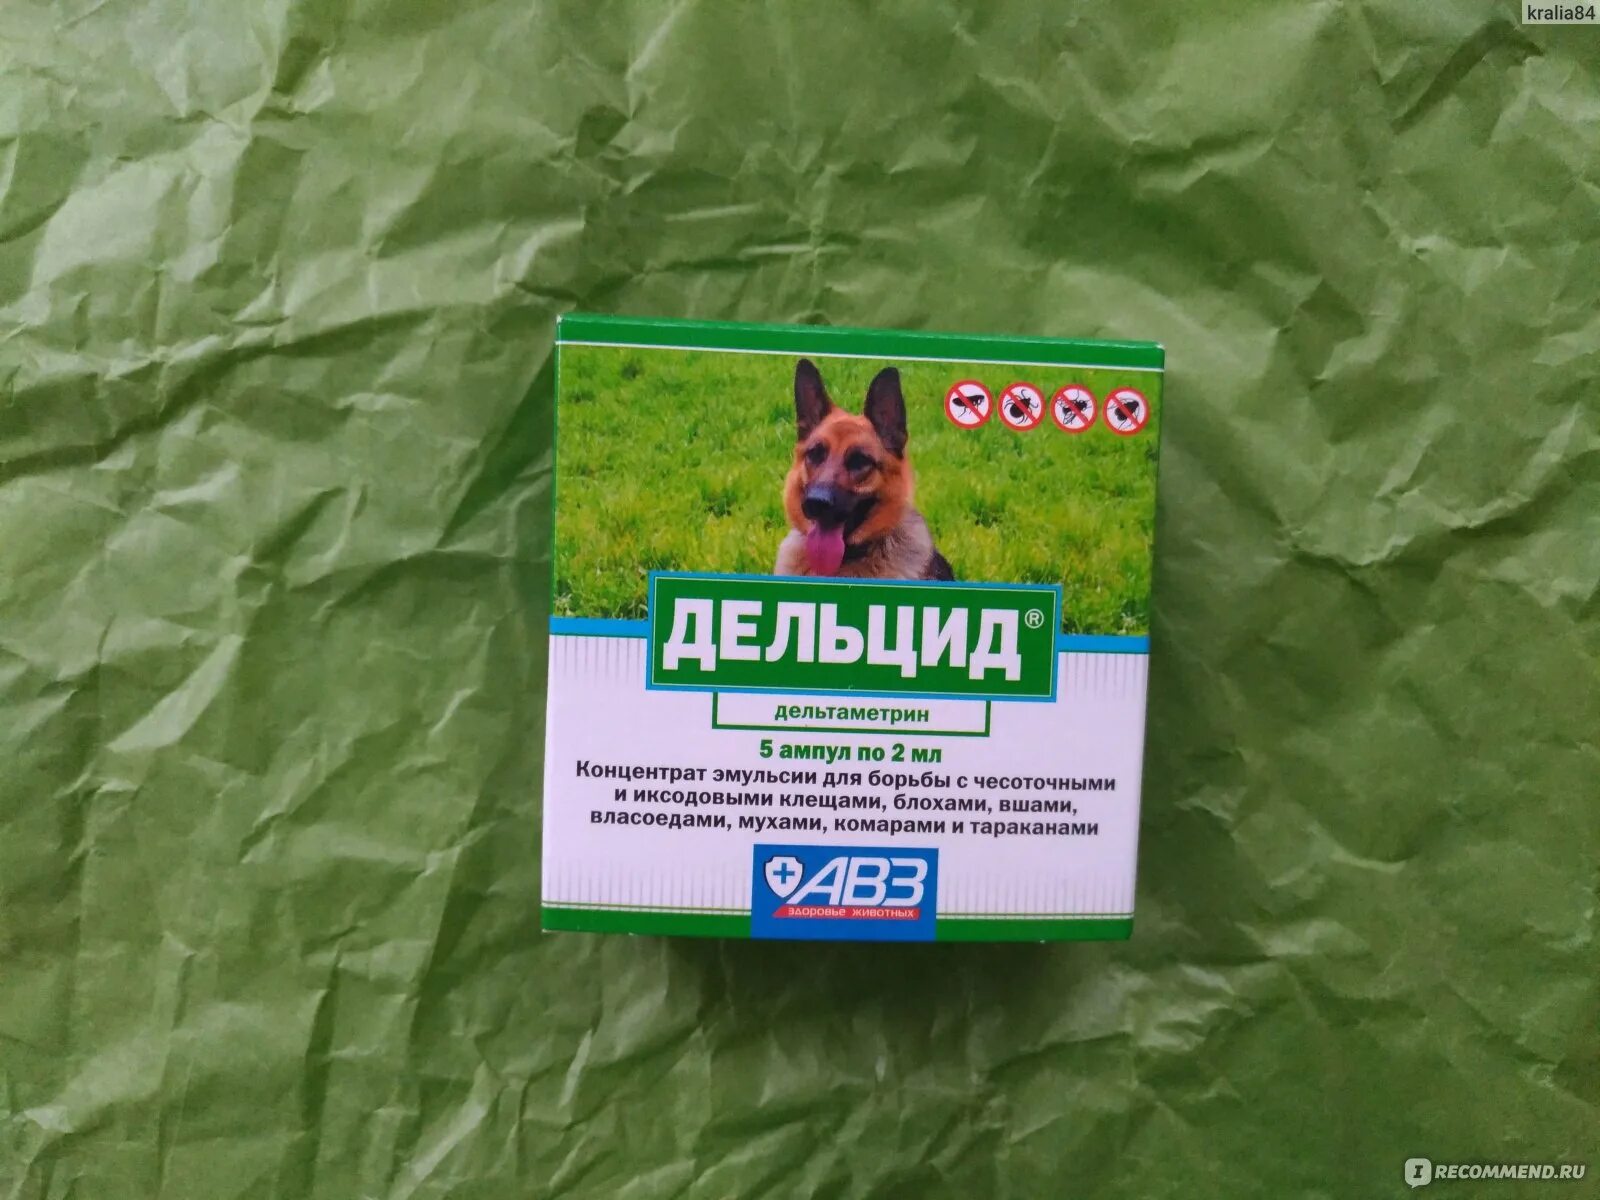 kralia84
ДЕЛЬЦИД®
дельтаметрин
5 ампул по 2 мл
Концентрат эмульсии для борьбы с чесоточными
и иксодовыми клещами, блохами, вшами,
власоедами, мухами, комарами и тараканами
АВЗ
здоровье животных
IRECOMMEND.RU